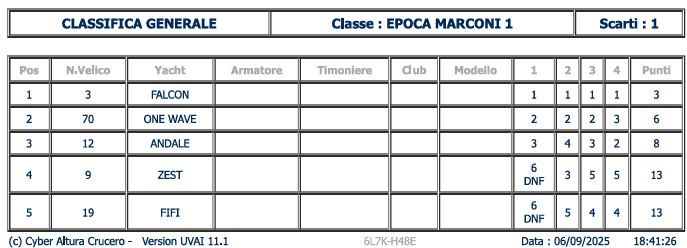 CLASSIFICA GENERALE Classe : EPOCA MARCONI 1 Scarti : 1
Pos N.Velico Yacht Armatore Timoniere Club Modello 1 2 3 4 Punti
1 3 FALCON 1 1 1 1 3
2 70 ONE WAVE 2 2 2 3 6
3 12 ANDALE 3 4 3 2 8
4 9 ZEST 6 DNF 3 5 5 13
5 19 FIFI 6 DNF 5 4 4 13
(c) Cyber Altura Crucero - Version UVAI 11.1 6L7K-H48E Data : 06/09/2025 18:41:26